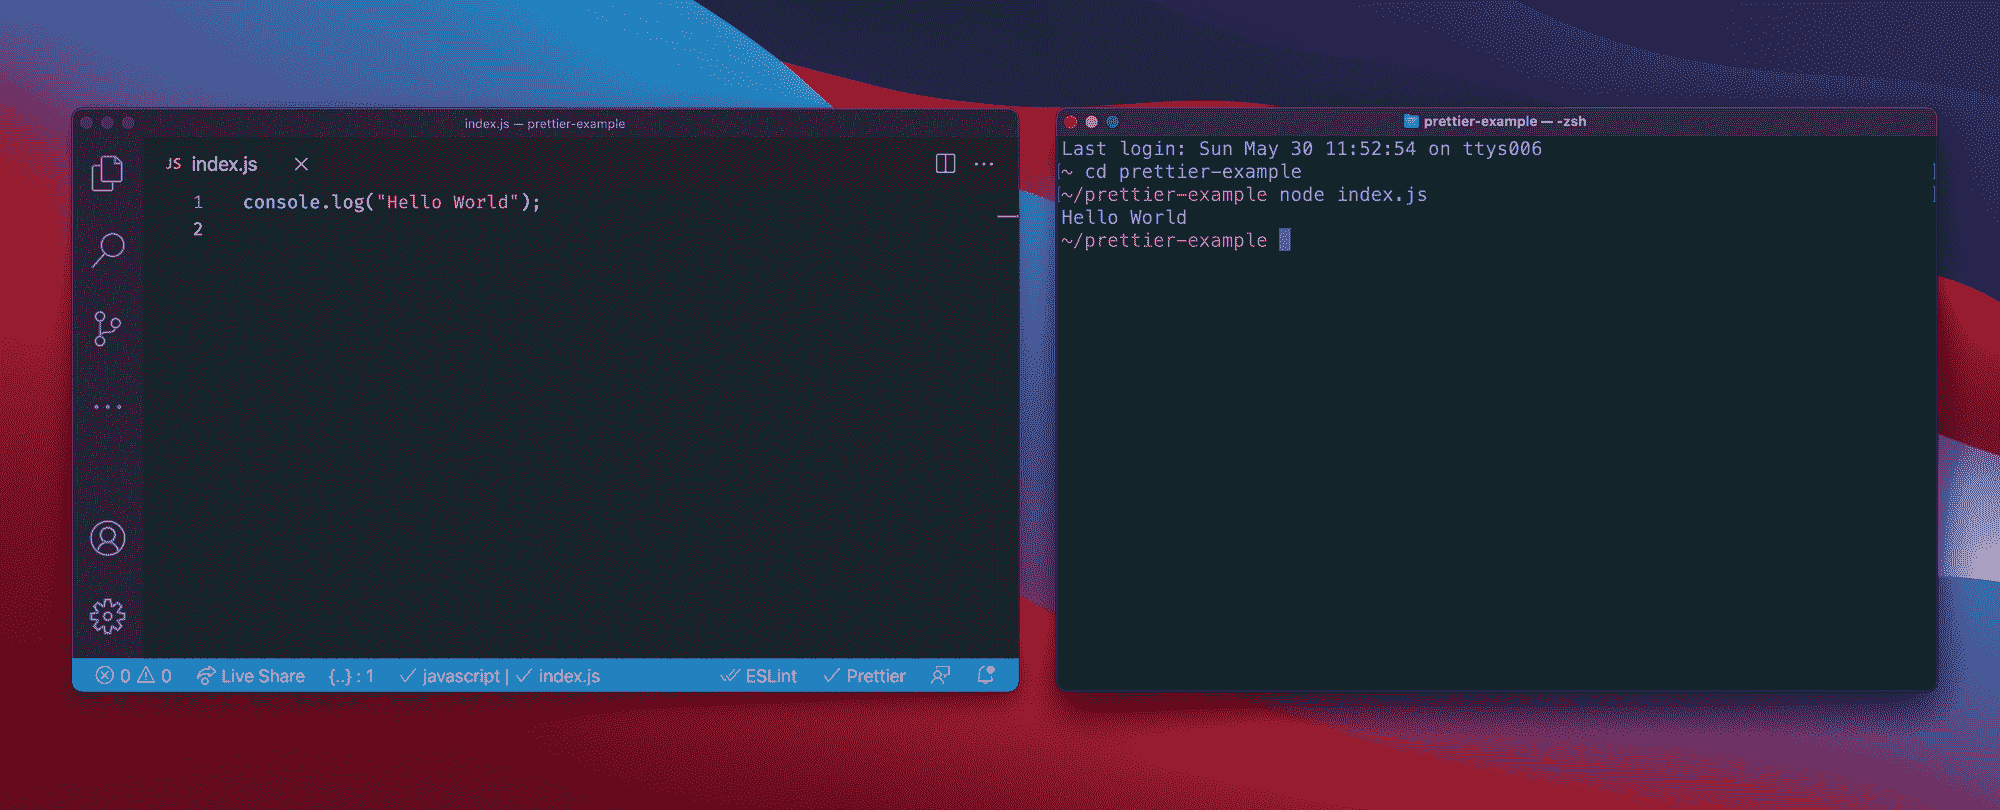 index.js — prettier-example
JS index.js
1 console.log("Hello World");
2
0 0 Live Share {..} : 1 javascript | index.js ESLint Prettier
prettier-example — -zsh
Last login: Sun May 30 11:52:54 on ttys006
~ cd prettier-example
~/prettier-example node index.js
Hello World
~/prettier-example